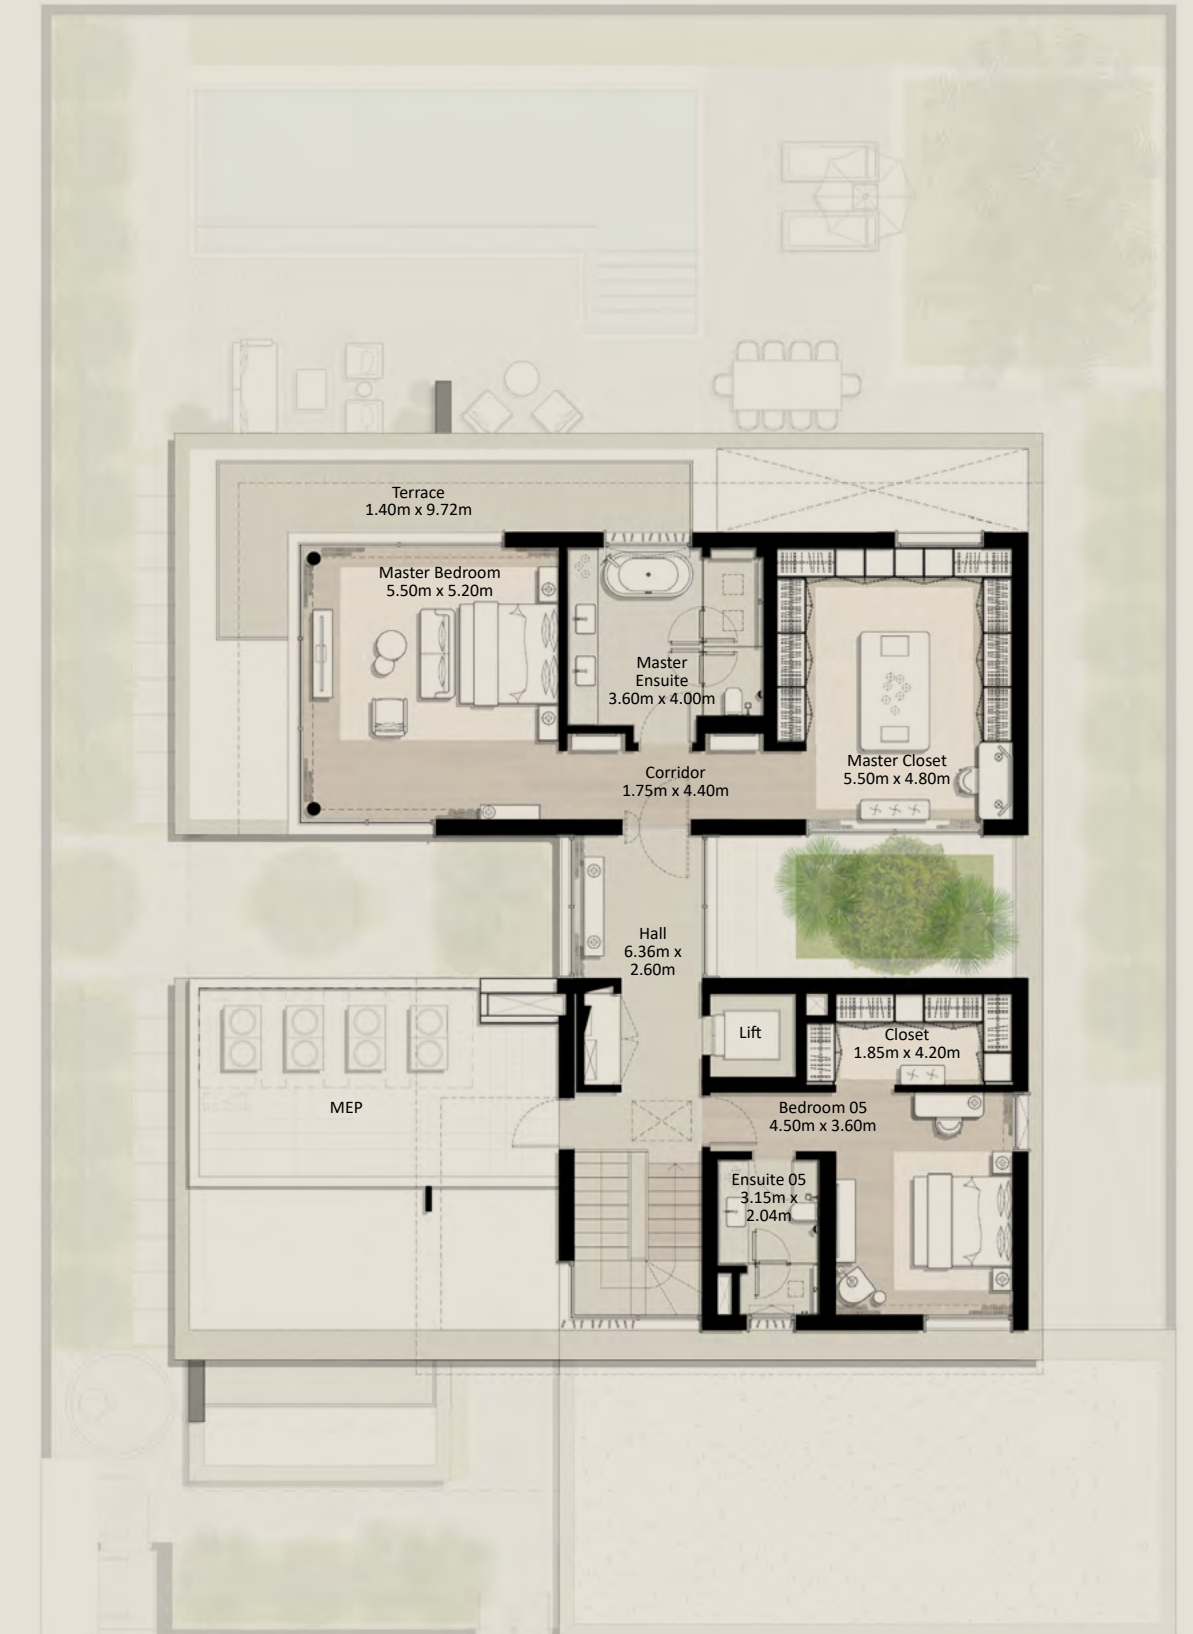 Terrace
1.40m x 9.72m
Master Bedroom
5.50m x 5.20m
Master
Ensuite
3.60m x 4.00m
Master Closet
5.50m x 4.80m
Corridor
1.75m x 4.40m
Hall
6.36m x
2.60m
Lift
Closet
1.85m x 4.20m
MEP
Bedroom 05
4.50m x 3.60m
Ensuite 05
3.15m x
2.04m